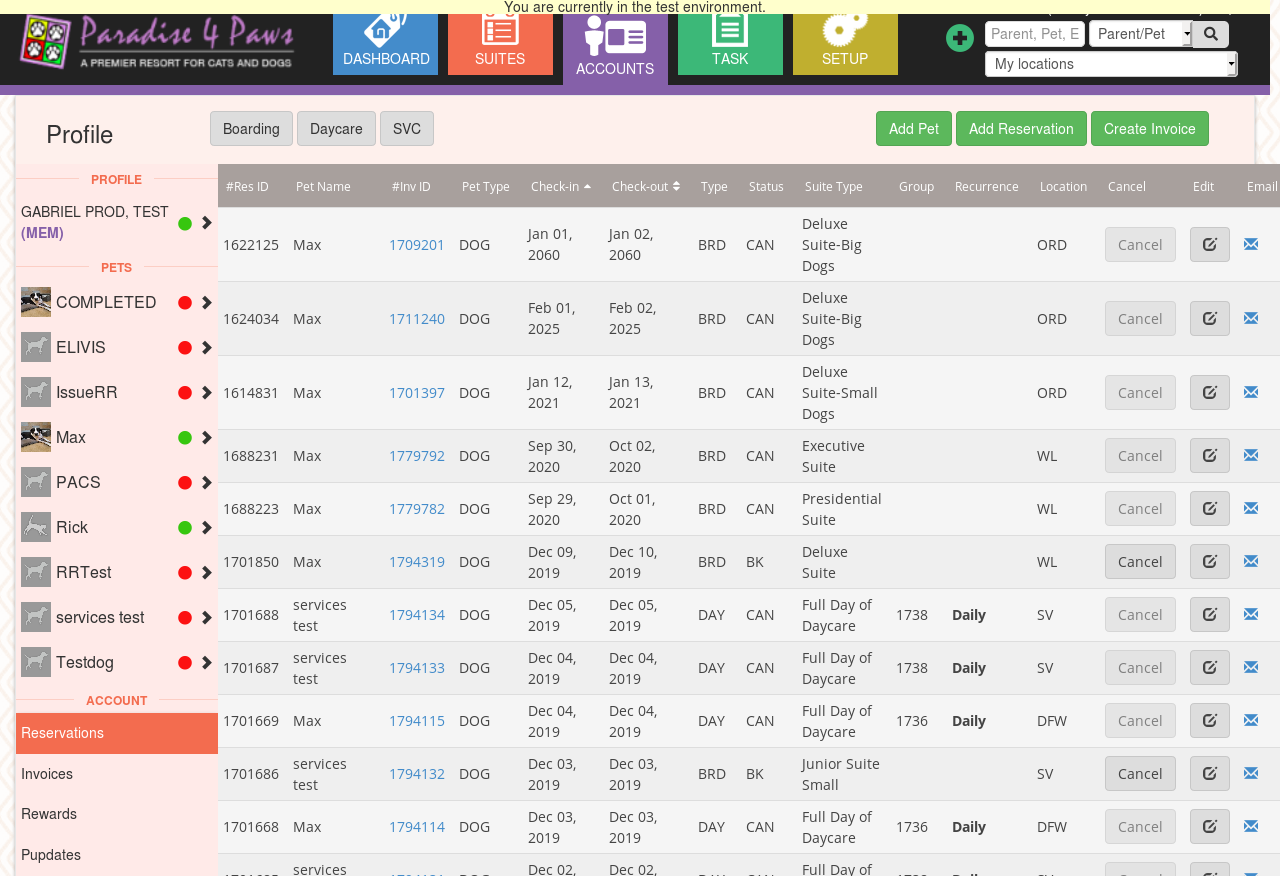 You are currently in the test environment.
Paradise 4 Paws
A PREMIER RESORT FOR CATS AND DOGS
DASHBOARD
SUITES
ACCOUNTS
TASK
SETUP
Parent, Pet, E
Parent/Pet
My locations
Profile
Boarding Daycare SVC
Add Pet Add Reservation Create Invoice
PROFILE
GABRIEL PROD, TEST
(MEM)
PETS
COMPLETED
ELIVIS
IssueRR
Max
PACS
Rick
RRTest
services test
Testdog
ACCOUNT
Reservations
Invoices
Rewards
Pupdates
#Res ID Pet Name #Inv ID Pet Type Check-in Check-out Type Status Suite Type Group Recurrence Location Cancel Edit Email
1622125 Max 1709201 DOG Jan 01, 2060 Jan 02, 2060 BRD CAN Deluxe Suite-Big Dogs ORD Cancel
1624034 Max 1711240 DOG Feb 01, 2025 Feb 02, 2025 BRD CAN Deluxe Suite-Big Dogs ORD Cancel
1614831 Max 1701397 DOG Jan 12, 2021 Jan 13, 2021 BRD CAN Deluxe Suite-Small Dogs ORD Cancel
1688231 Max 1779792 DOG Sep 30, 2020 Oct 02, 2020 BRD CAN Executive Suite WL Cancel
1688223 Max 1779782 DOG Sep 29, 2020 Oct 01, 2020 BRD CAN Presidential Suite WL Cancel
1701850 Max 1794319 DOG Dec 09, 2019 Dec 10, 2019 BRD BK Deluxe Suite WL Cancel
1701688 services test 1794134 DOG Dec 05, 2019 Dec 05, 2019 DAY CAN Full Day of Daycare 1738 Daily SV Cancel
1701687 services test 1794133 DOG Dec 04, 2019 Dec 04, 2019 DAY CAN Full Day of Daycare 1738 Daily SV Cancel
1701669 Max 1794115 DOG Dec 04, 2019 Dec 04, 2019 DAY CAN Full Day of Daycare 1736 Daily DFW Cancel
1701686 services test 1794132 DOG Dec 03, 2019 Dec 03, 2019 BRD BK Junior Suite Small SV Cancel
1701668 Max 1794114 DOG Dec 03, 2019 Dec 03, 2019 DAY CAN Full Day of Daycare 1736 Daily DFW Cancel
services Dec 02, Dec 02, Full Day of